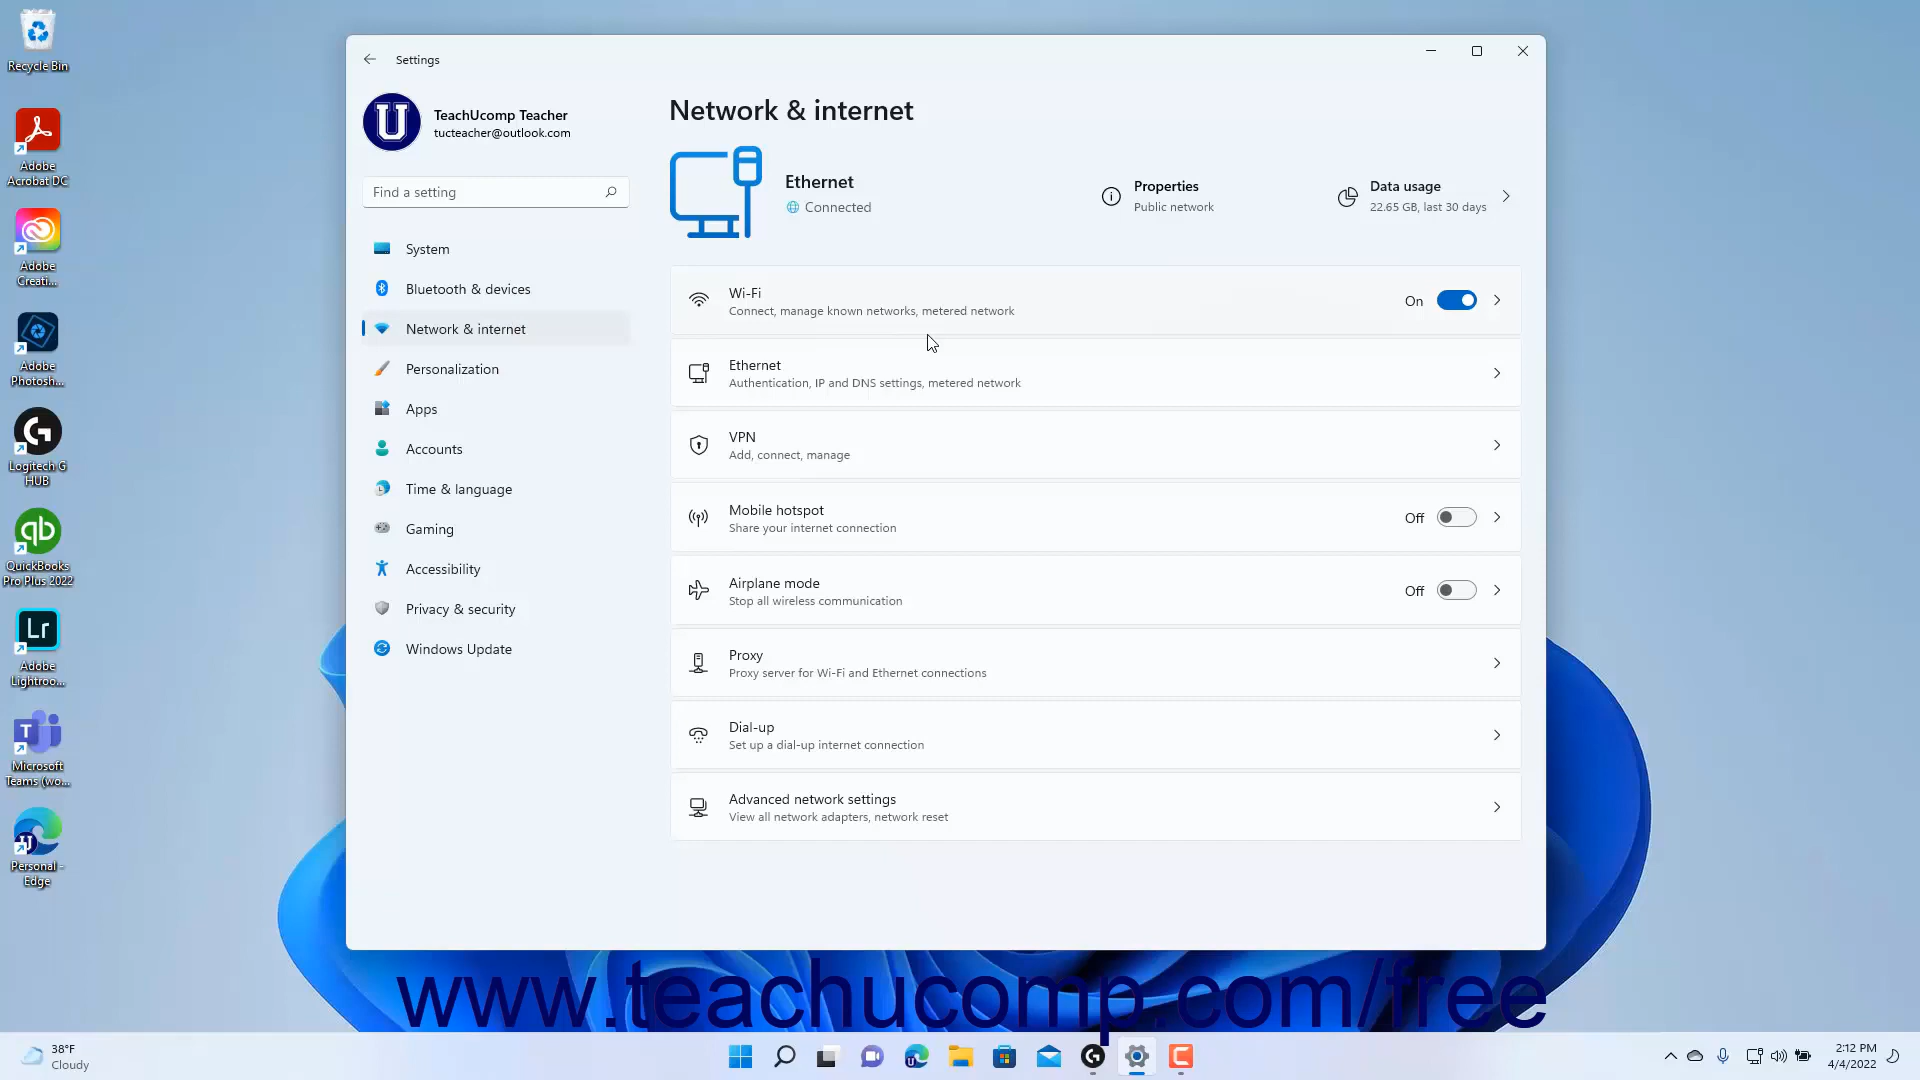 Recycle Bin
Adobe
Acrobat DC
Adobe
Creati...
Adobe
Photosh...
Logitech G
HUB
QuickBooks
Pro Plus 2022
Lr
Adobe
Lightroo...
Microsoft
Teams (wo...
Personal -
Edge
Settings
TeachUcomp Teacher
tucteacher@outlook.com
Find a setting
System
Bluetooth & devices
Network & internet
Personalization
Apps
Accounts
Time & language
Gaming
Accessibility
Privacy & security
Windows Update
Network & internet
Ethernet
Connected
Properties
Public network
Data usage
22.65 GB, last 30 days
Wi-Fi
Connect, manage known networks, metered network
On
Ethernet
Authentication, IP and DNS settings, metered network
VPN
Add, connect, manage
Mobile hotspot
Share your internet connection
Off
Airplane mode
Stop all wireless communication
Off
Proxy
Proxy server for Wi-Fi and Ethernet connections
Dial-up
Set up a dial-up internet connection
Advanced network settings
View all network adapters, network reset
www.teachucomp.com/free
38°F
Cloudy
2:12 PM
4/4/2022